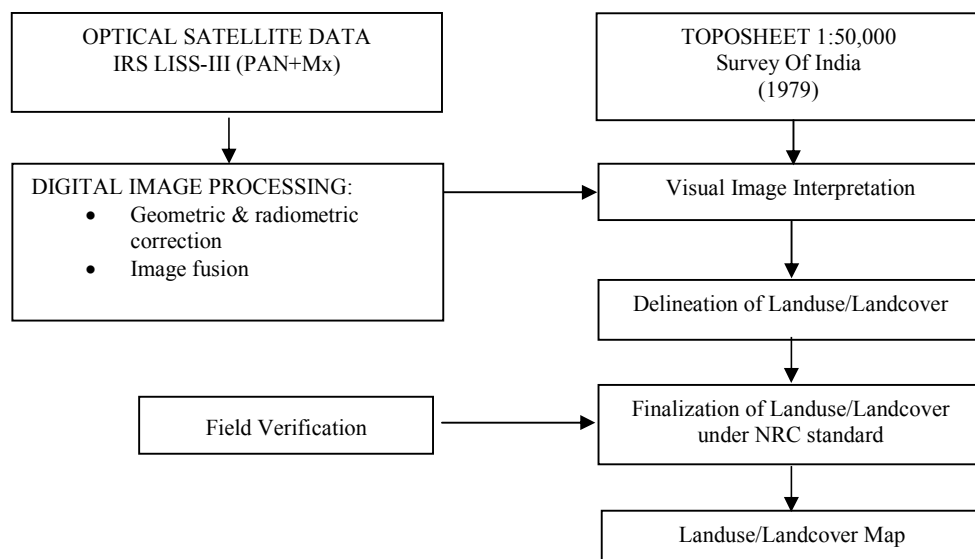 OPTICAL SATELLITE DATA
IRS LISS-III (PAN+Mx)
TOPOSHEET 1:50,000
Survey Of India
(1979)
DIGITAL IMAGE PROCESSING:
• Geometric & radiometric
correction
• Image fusion
Visual Image Interpretation
Delineation of Landuse/Landcover
Field Verification
Finalization of Landuse/Landcover
under NRC standard
Landuse/Landcover Map